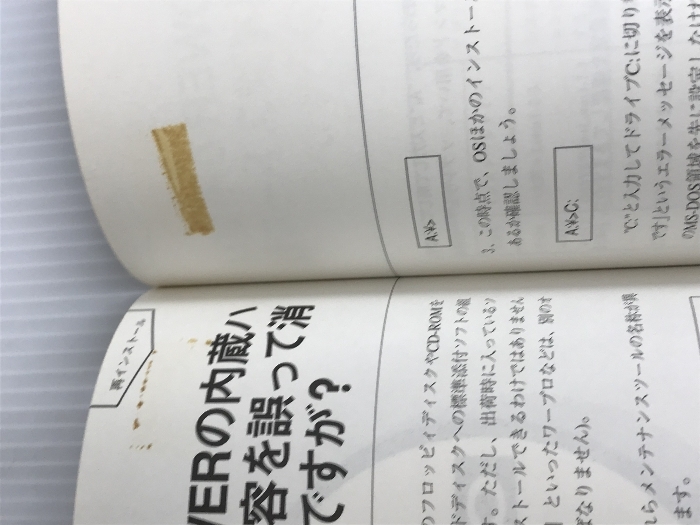 再インストール
VERの内蔵ハ
容を誤って消
ですが?
のフロッピィディスクやCD-ROMを
ドディスクへの標準添付ソフトの
す。ただし、出荷時に入っているソ
ストールできるわけではありません
」といったワープロなどは、別のオ
ばなりません)。
らメンテナンスツールの名称が異
ます。
A:¥>
3. この時点で、OSほかのインストー
あるか確認しましょう。
A:¥>C:
"C:"と入力してドライブC:に切り
です」というエラーメッセージを表示
のMS-DOS領域を先に設定しなけれ